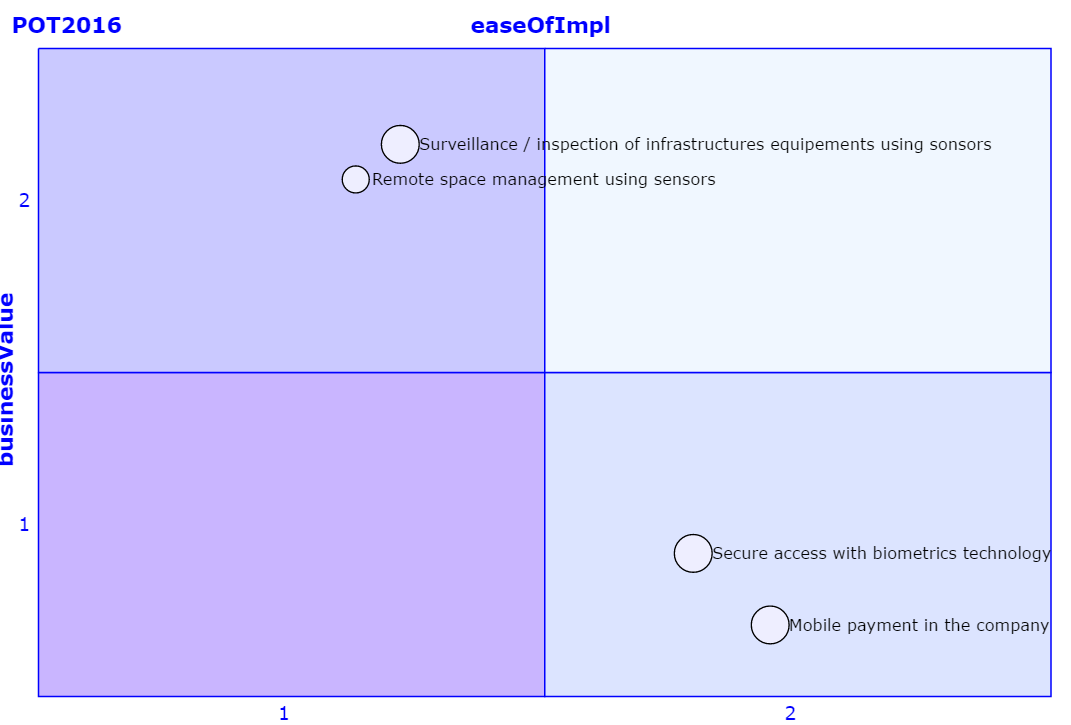 POT2016
easeOfImpl
Surveillance / inspection of infrastructures equipements using sonsors
Remote space management using sensors
2
businessValue
1
Secure access with biometrics technology
Mobile payment in the company
1
2